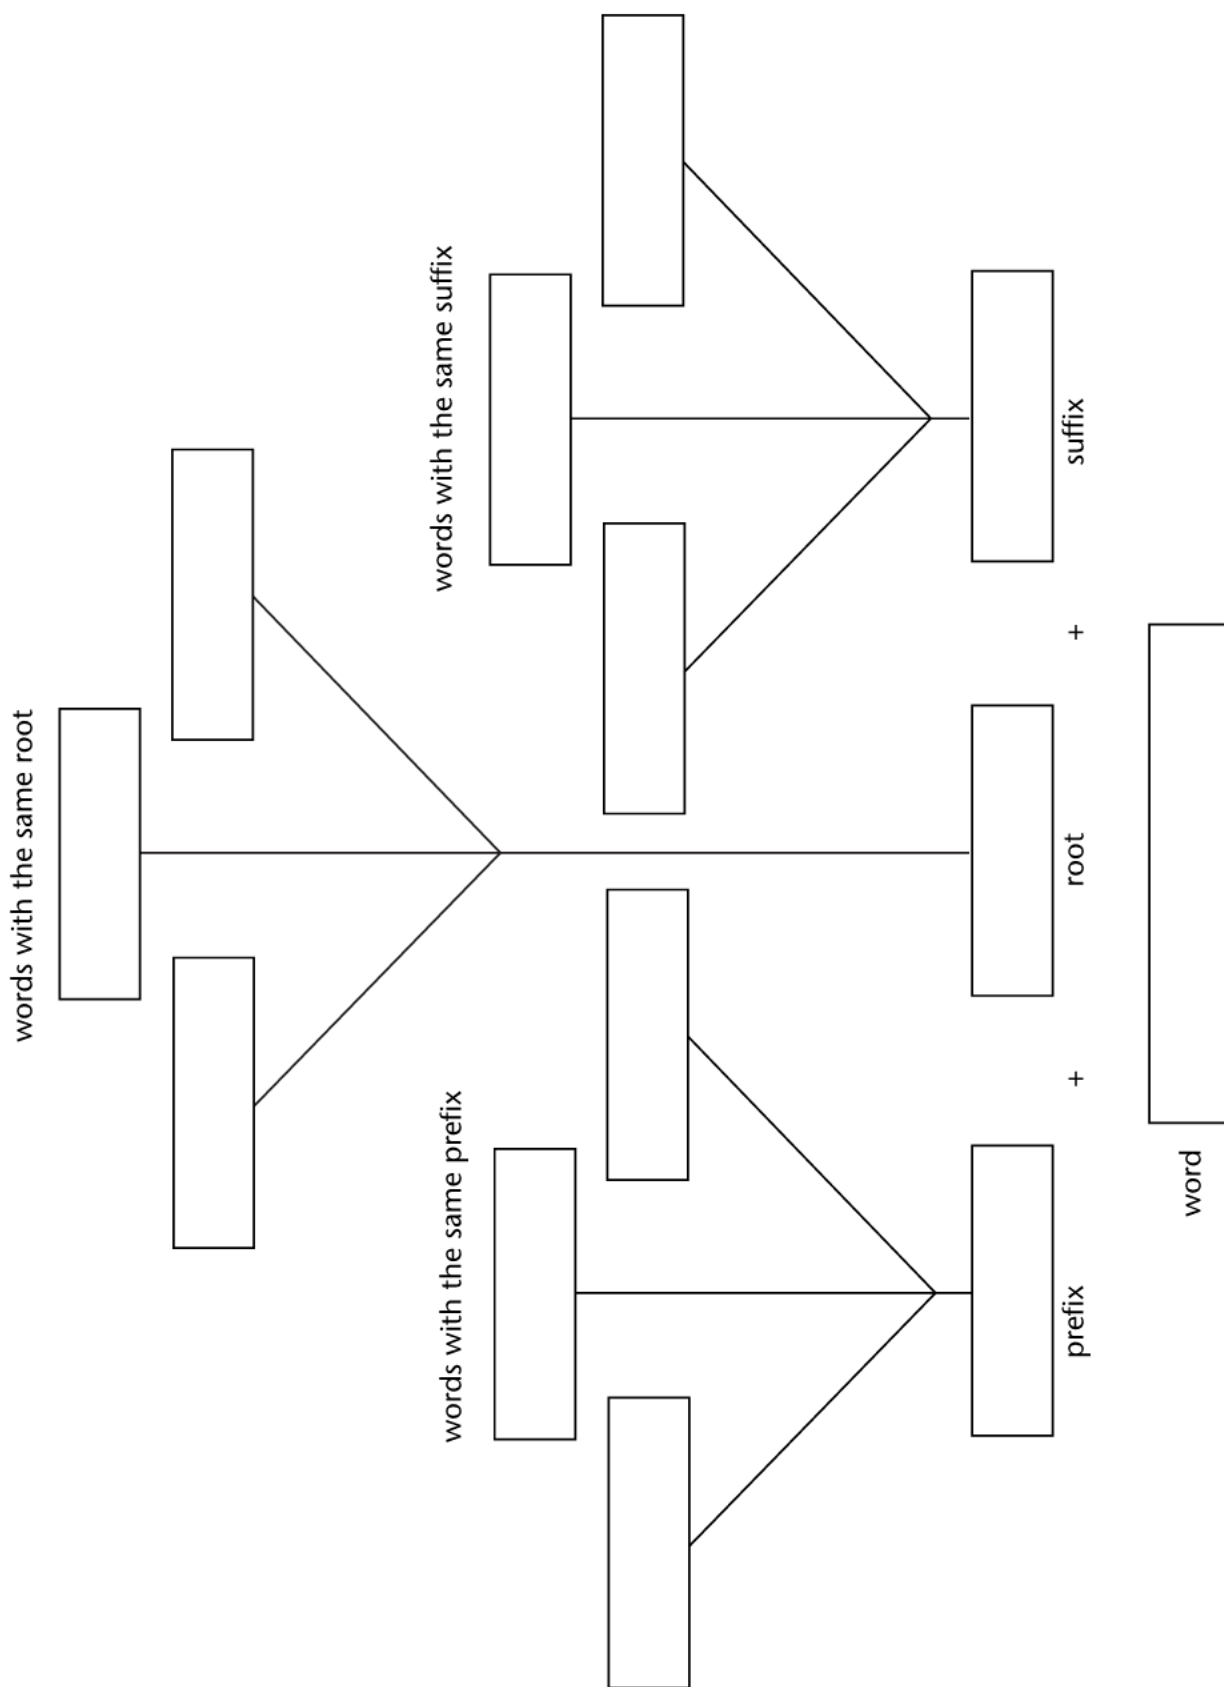 words with the same root
words with the same prefix
words with the same suffix
prefix + root + suffix
word